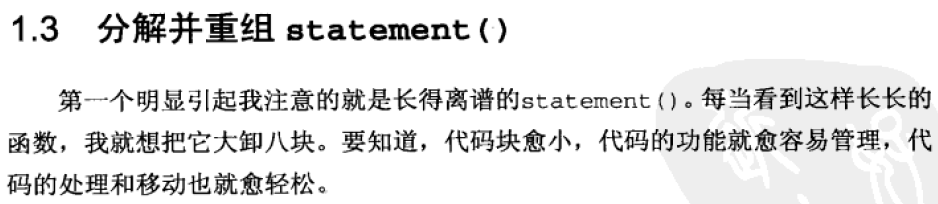 1.3 分解并重组 statement()
第一个明显引起我注意的就是长得离谱的statement()。每当看到这样长长的
函数，我就想把它大卸八块。要知道，代码块愈小，代码的功能就愈容易管理，代
码的处理和移动也就愈轻松。